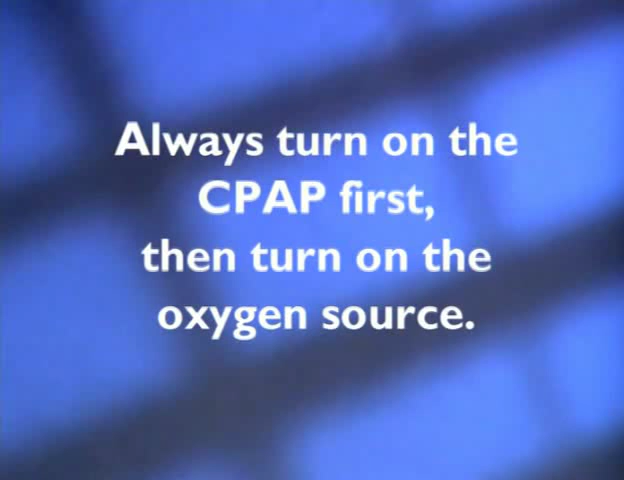 Always turn on the
CPAP first,
then turn on the
oxygen source.